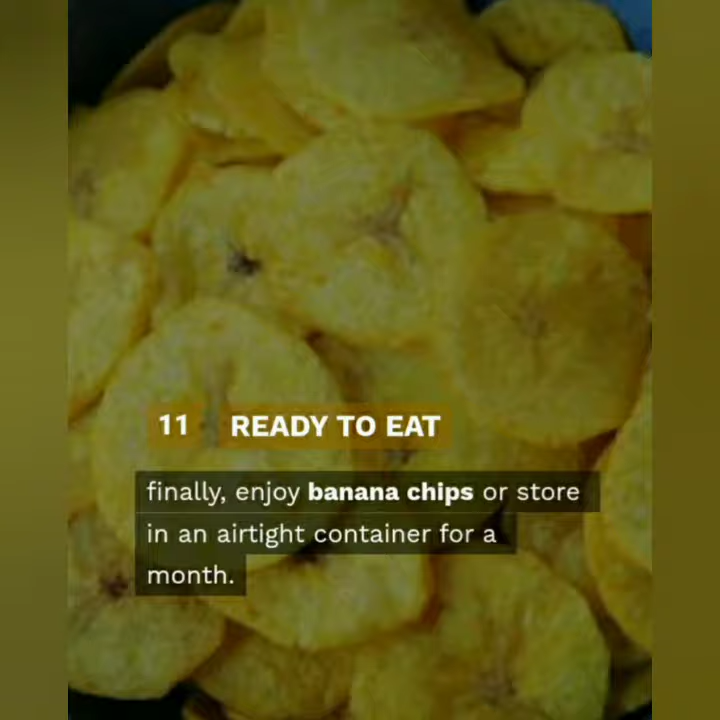 11 READY TO EAT
finally, enjoy banana chips or store
in an airtight container for a
month.